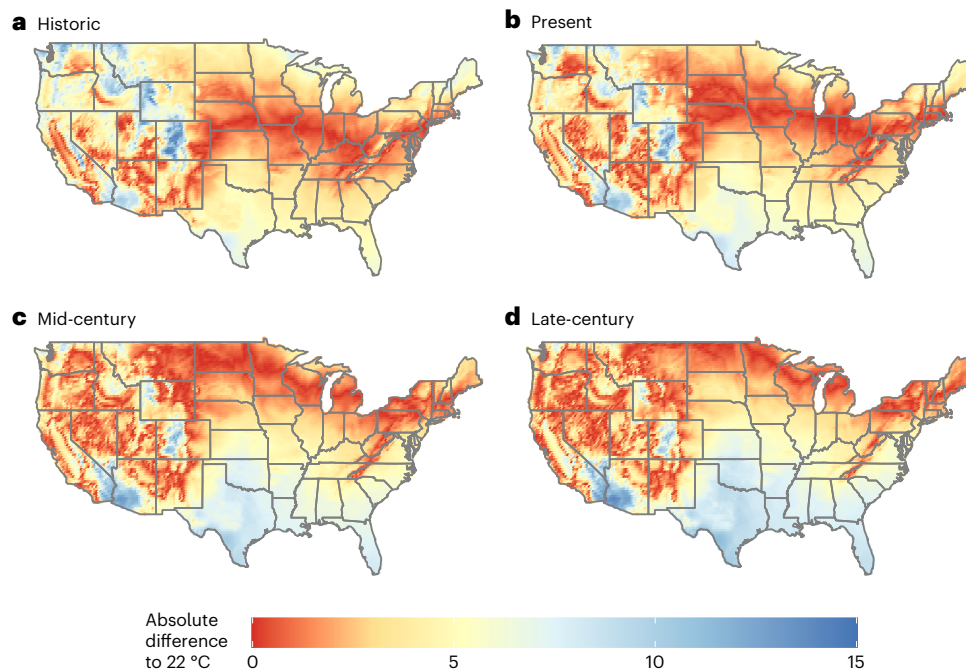 a Historic
b Present
c Mid-century
d Late-century
Absolute
difference
to 22 °C
0 5 10 15